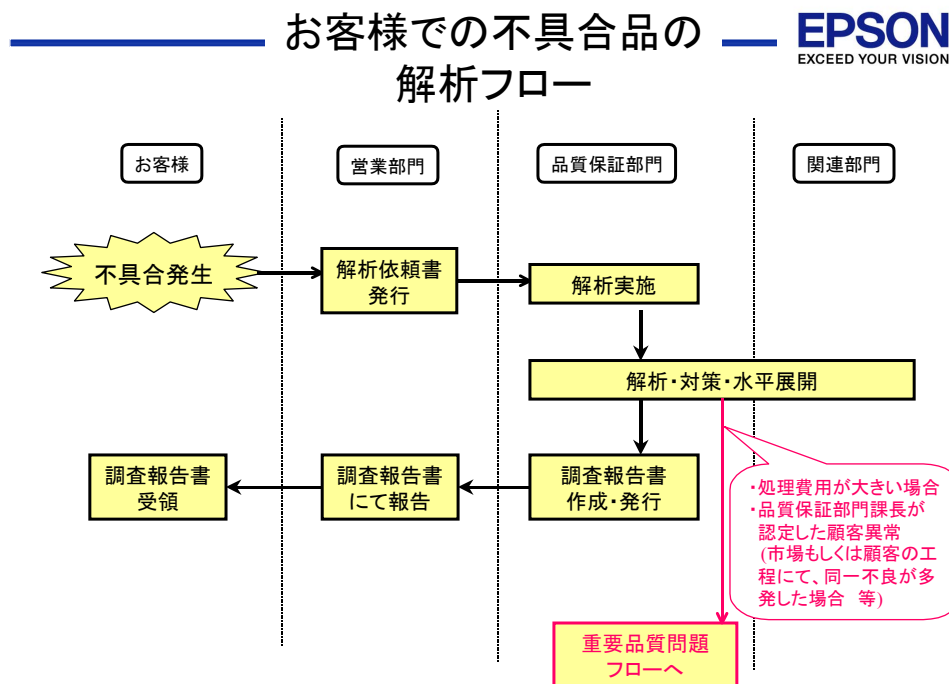 お客様での不具合品の
解析フロー
EPSON
EXCEED YOUR VISION
お客様
営業部門
品質保証部門
関連部門
不具合発生
解析依頼書
発行
解析実施
解析・対策・水平展開
調査報告書
受領
調査報告書
にて報告
調査報告書
作成・発行
・処理費用が大きい場合
・品質保証部門課長が
認定した顧客異常
(市場もしくは顧客の工
程にて、同一不良が多
発した場合 等)
重要品質問題
フローへ